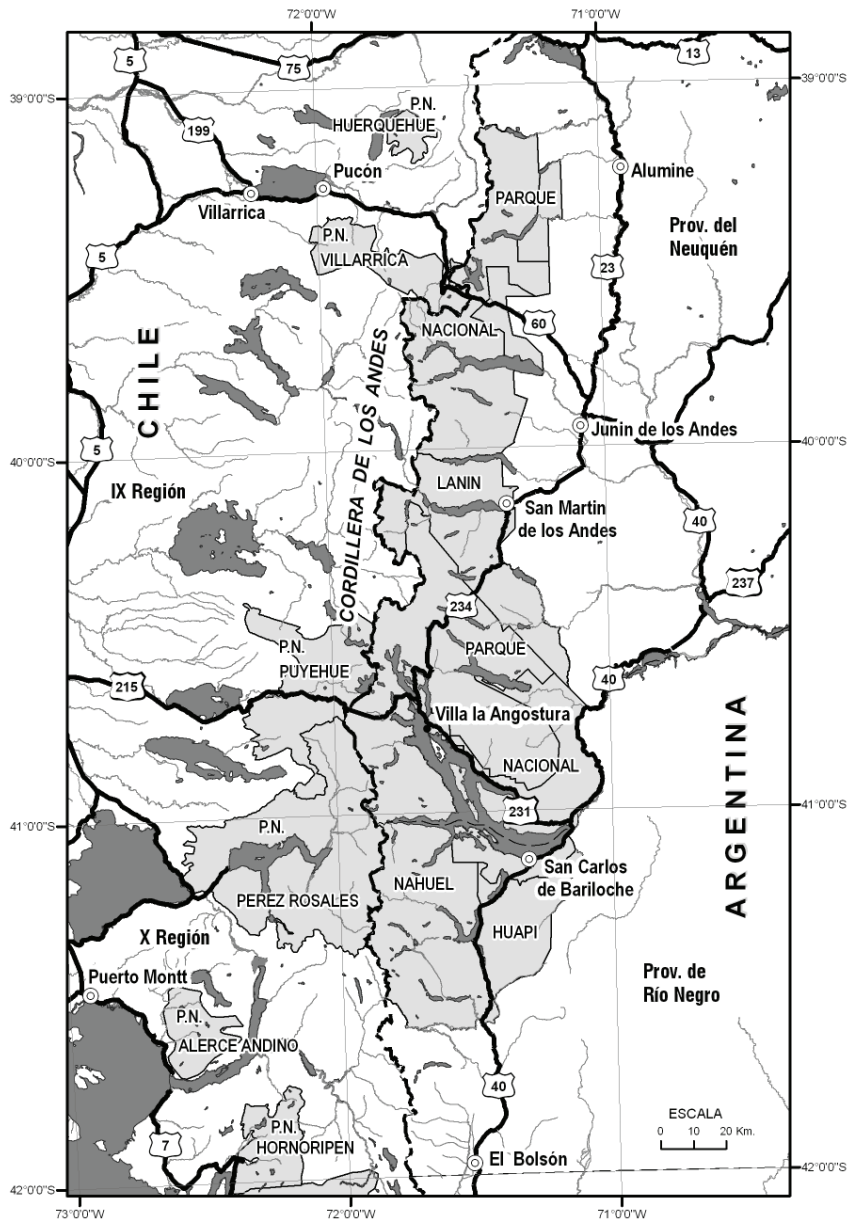 72°0'0"W
71°0'0"W
5
75
13
39°0'0"S
39°0'0"S
P.N.
HUERQUEHUE
199
Pucón
Villarrica
Alumine
PARQUE
Prov. del
Neuquén
P.N.
VILLARRICA
5
23
NACIONAL
60
CHILE
CORDILLERA DE LOS ANDES
Junin de los Andes
5
40°0'0"S
40°0'0"S
IX Región
LANIN
San Martin
de los Andes
40
237
234
P.N.
PUYEHUE
PARQUE
215
40
Villa la Angostura
NACIONAL
ARGENTINA
231
41°0'0"S
41°0'0"S
P.N.
PEREZ ROSALES
San Carlos
de Bariloche
NAHUEL
HUAPI
X Región
Puerto Montt
Prov. de
Río Negro
P.N.
ALERCE ANDINO
40
ESCALA
0 10 20 Km.
P.N.
HORNORIPEN
7
El Bolsón
42°0'0"S
42°0'0"S
73°0'0"W
72°0'0"W
71°0'0"W